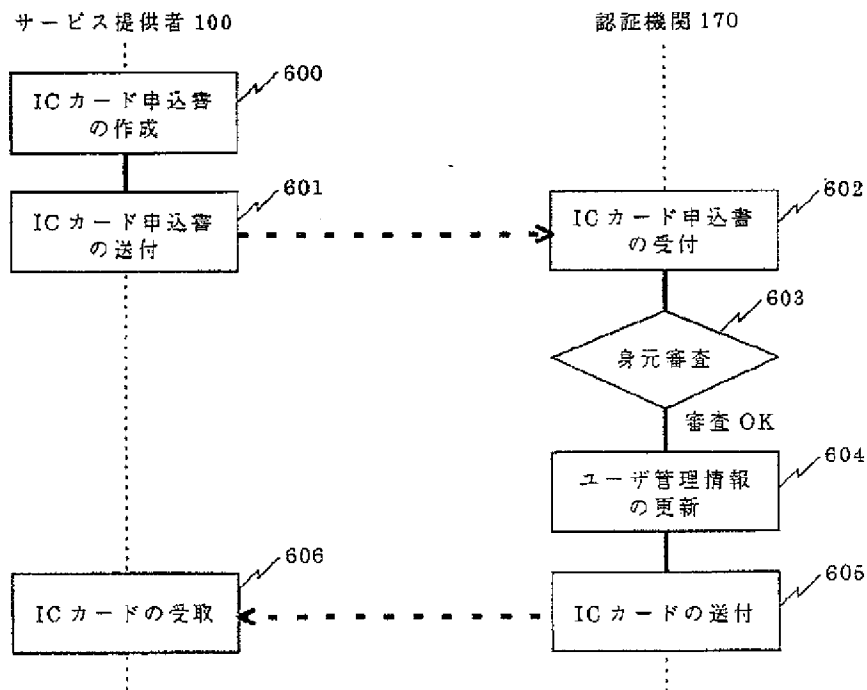 サービス提供者 100
認証機関 170
600
ICカード申込書
の作成
601
ICカード申込書
の送付
602
ICカード申込書
の受付
603
身元審査
審査 OK
604
ユーザ管理情報
の更新
605
ICカードの送付
606
ICカードの受取